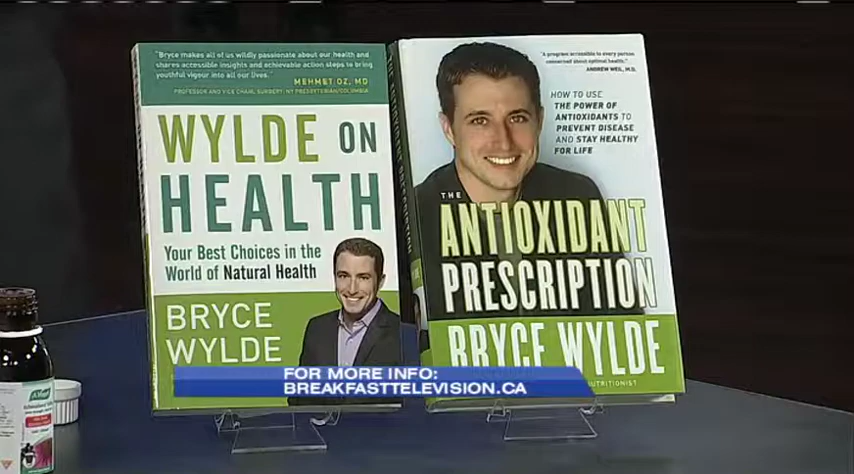 "Bryce makes all of us wildly passionate about our health and
shares accessible insights and achievable action steps to bring
youthful vigour into all our lives."
MEHMET OZ, MD
PROFESSOR AND VICE CHAIR, SURGERY; NY PRESBYTERIAN/COLUMBIA
WYLDE ON
HEALTH
Your Best Choices in the
World of Natural Health
BRYCE
WYLDE
"A program accessible to every person
concerned about optimal health."
ANDREW WEIL, M.D.
HOW TO USE
THE POWER OF
ANTIOXIDANTS TO
PREVENT DISEASE
AND STAY HEALTHY
FOR LIFE
THE
ANTIOXIDANT
PRESCRIPTION
BRYCE WYLDE
NUTRITIONIST
FOR MORE INFO:
BREAKFASTTELEVISION.CA
A.Vogel